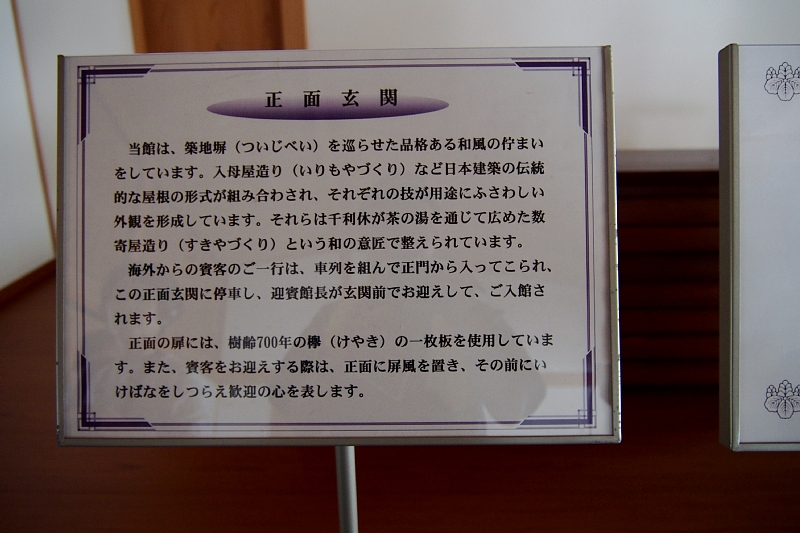 正面玄関
当館は、築地塀（ついじべい）を巡らせた品格ある和風の佇まい
をしています。入母屋造り（いりもやづくり）など日本建築の伝統
的な屋根の形式が組み合わされ、それぞれの技が用途にふさわしい
外観を形成しています。それらは千利休が茶の湯を通じて広めた数
寄屋造り（すきやづくり）という和の意匠で整えられています。
海外からの賓客のご一行は、車列を組んで正門から入ってこられ、
この正面玄関に停車し、迎賓館長が玄関前でお迎えして、ご入館さ
れます。
正面の扉には、樹齢700年の欅（けやき）の一枚板を使用していま
す。また、賓客をお迎えする際は、正面に屏風を置き、その前にい
けばなをしつらえ歓迎の心を表します。